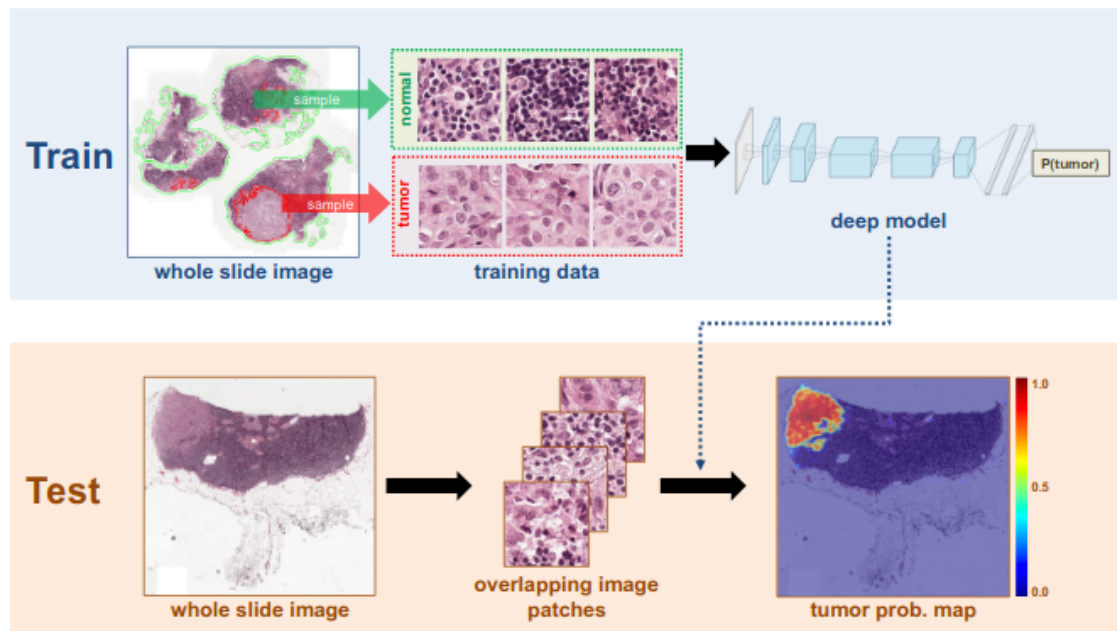 Train
sample
normal
sample
tumor
P(tumor)
deep model
whole slide image
training data
Test
1.0
0.5
0.0
overlapping image
patches
whole slide image
tumor prob. map